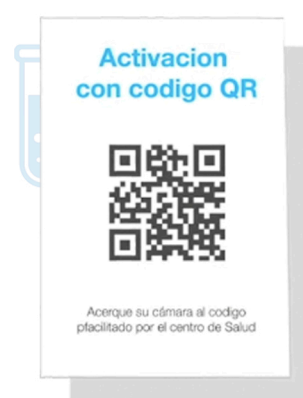 Activacion
con codigo QR
Acerque su cámara al codigo
pfacilitado por el centro de Salud